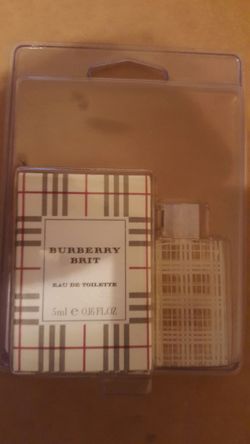 BURBERRY
BRIT
EAU DE TOILETTE
5ml e 0.16 FL.OZ